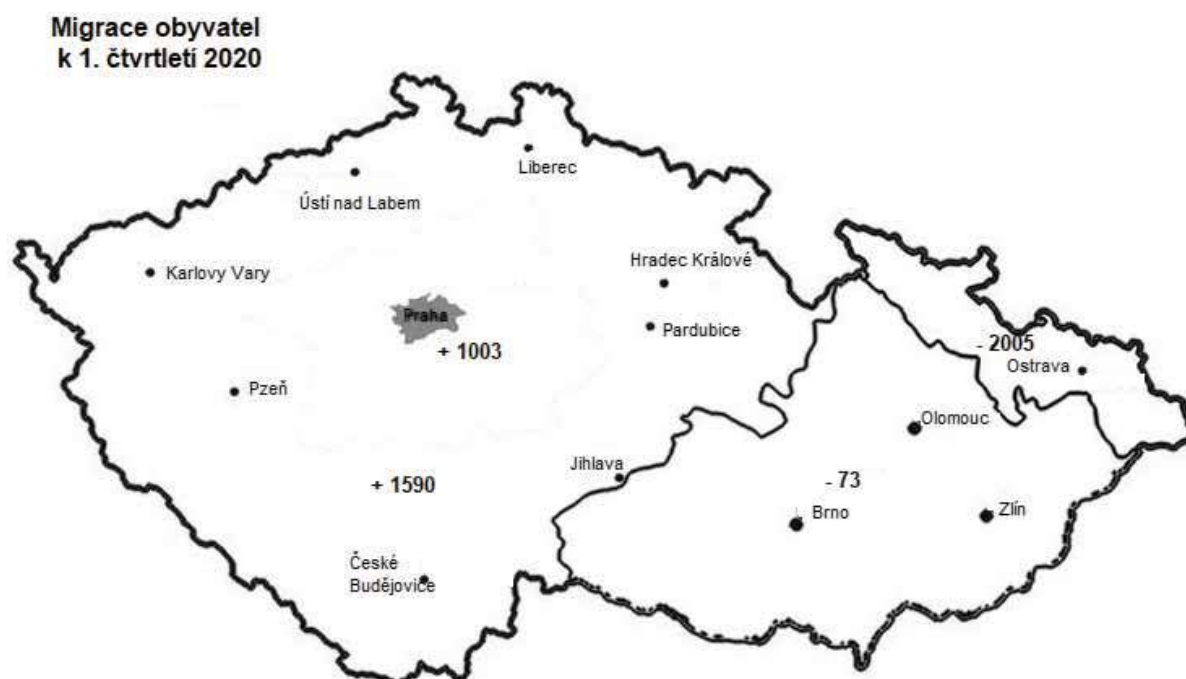 Migrace obyvatel
k 1. čtvrtletí 2020
Liberec
Ústí nad Labem
Karlovy Vary
Hradec Králové
Praha
Pardubice
+ 1003
- 2005
Ostrava
Pzeň
Olomouc
Jihlava
+ 1590
- 73
Brno
Zlín
České
Budějovice